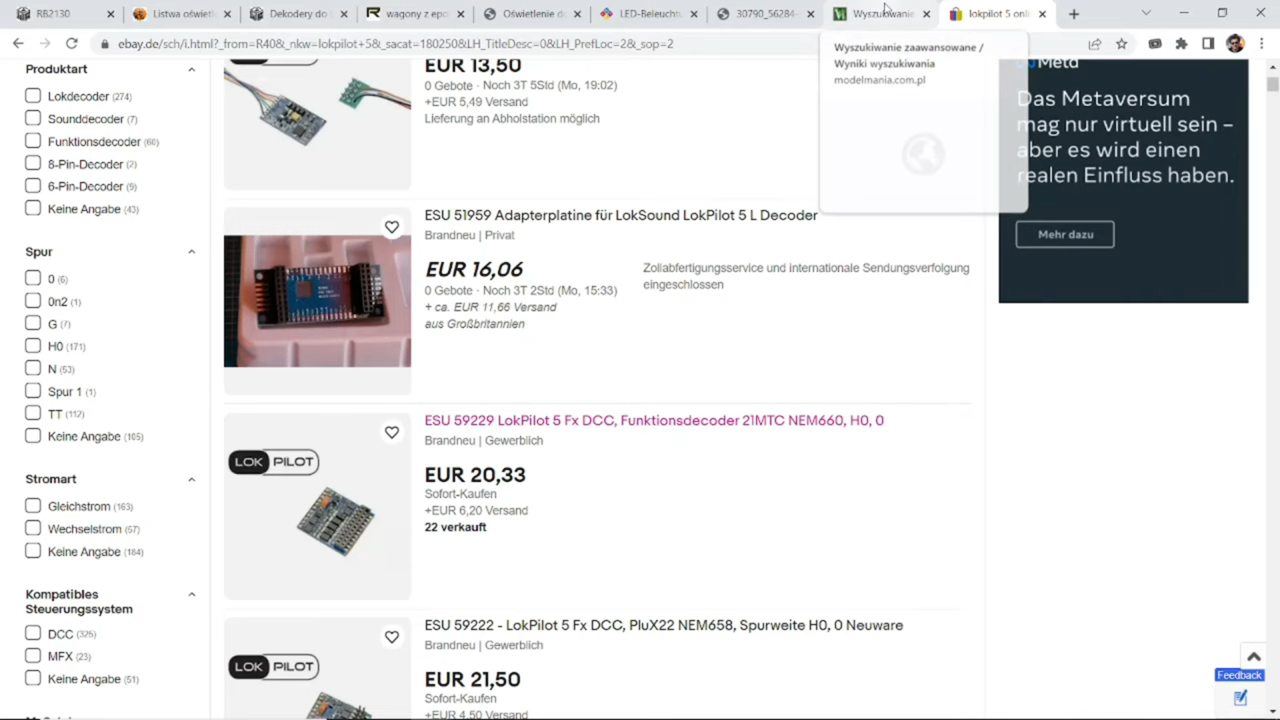 RB2130
Listwa oświetle
Dekodery do l
wagony z epo
Oświetlenie do
LED-Beleucht
30790_56284-
Wyszukiwanie
lokpilot 5 onli
ebay.de/sch/i.html?_from=R40&_nkw=lokpilot+5&_sacat=180250&LH_TitleDesc=0&LH_PrefLoc=2&_sop=2
Wyszukiwanie zaawansowane /
Wyniki wyszukiwania
modelmania.com.pl
Produktart
Lokdecoder (274)
Sounddecoder (7)
Funktionsdecoder (60)
8-Pin-Decoder (2)
6-Pin-Decoder (9)
Keine Angabe (43)
Spur
0 (6)
0n2 (1)
G (7)
H0 (171)
N (53)
Spur 1 (1)
TT (112)
Keine Angabe (105)
Stromart
Gleichstrom (163)
Wechselstrom (57)
Keine Angabe (184)
Kompatibles
Steuerungssystem
DCC (325)
MFX (23)
Keine Angabe (51)
EUR 13,50
0 Gebote · Noch 3T 5Std (Mo, 19:02)
+EUR 5,49 Versand
Lieferung an Abholstation möglich
ESU 51959 Adapterplatine für LokSound LokPilot 5 L Decoder
Brandneu | Privat
EUR 16,06
0 Gebote · Noch 3T 2Std (Mo, 15:33)
+ ca. EUR 11,66 Versand
aus Großbritannien
Zollabfertigungsservice und internationale Sendungsverfolgung
eingeschlossen
LOK PILOT
ESU 59229 LokPilot 5 Fx DCC, Funktionsdecoder 21MTC NEM660, H0, 0
Brandneu | Gewerblich
EUR 20,33
Sofort-Kaufen
+EUR 6,20 Versand
22 verkauft
LOK PILOT
ESU 59222 - LokPilot 5 Fx DCC, PluX22 NEM658, Spurweite H0, 0 Neuware
Brandneu | Gewerblich
EUR 21,50
Sofort-Kaufen
+EUR 4,50 Versand
Meta
Das Metaversum
mag nur virtuell sein –
aber es wird einen
realen Einfluss haben.
Mehr dazu
Feedback